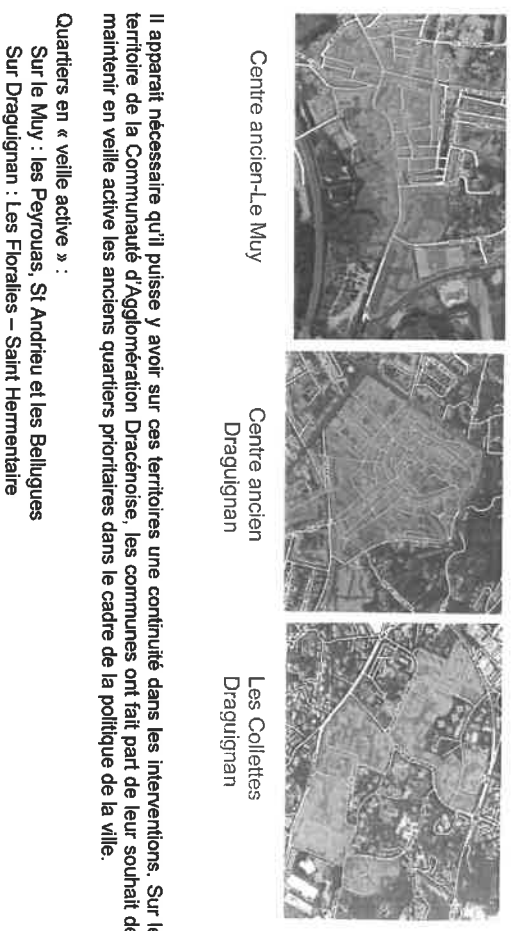 Centre ancien-Le Muy
Centre ancien
Draguignan
Les Collettes
Draguignan
Il apparait nécessaire qu'il puisse y avoir sur ces territoires une continuité dans les interventions. Sur le
territoire de la Communauté d'Agglomération Dracénoise, les communes ont fait part de leur souhait de
maintenir en veille active les anciens quartiers prioritaires dans le cadre de la politique de la ville.
Quartiers en « veille active » :
Sur le Muy : les Peyrouas, St Andrieu et les Bellugues
Sur Draguignan : Les Floralies – Saint Hermentaire